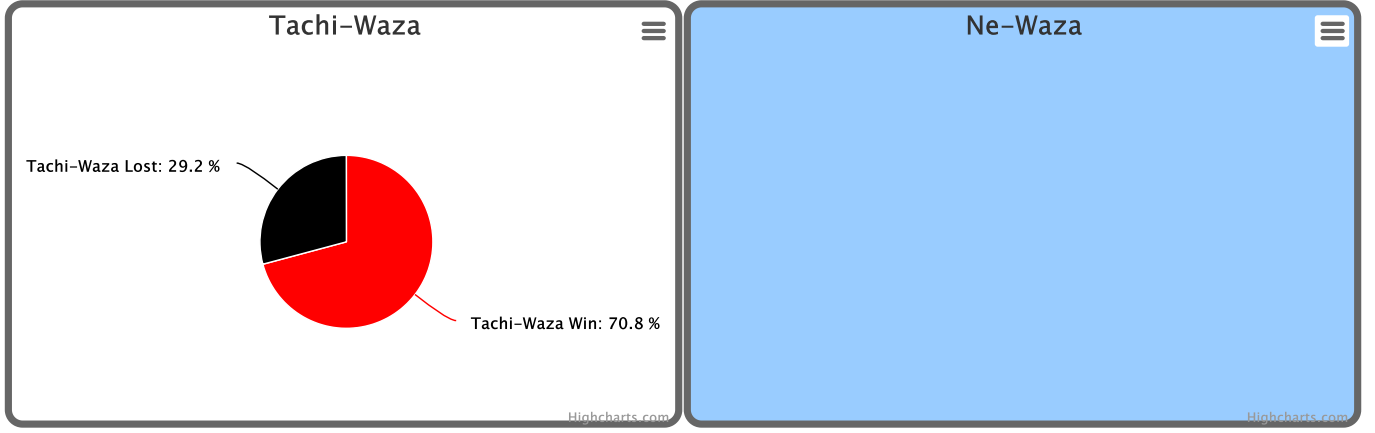 Tachi-Waza
Tachi-Waza Lost: 29.2 %
Tachi-Waza Win: 70.8 %
Highcharts.com
Ne-Waza
Highcharts.com